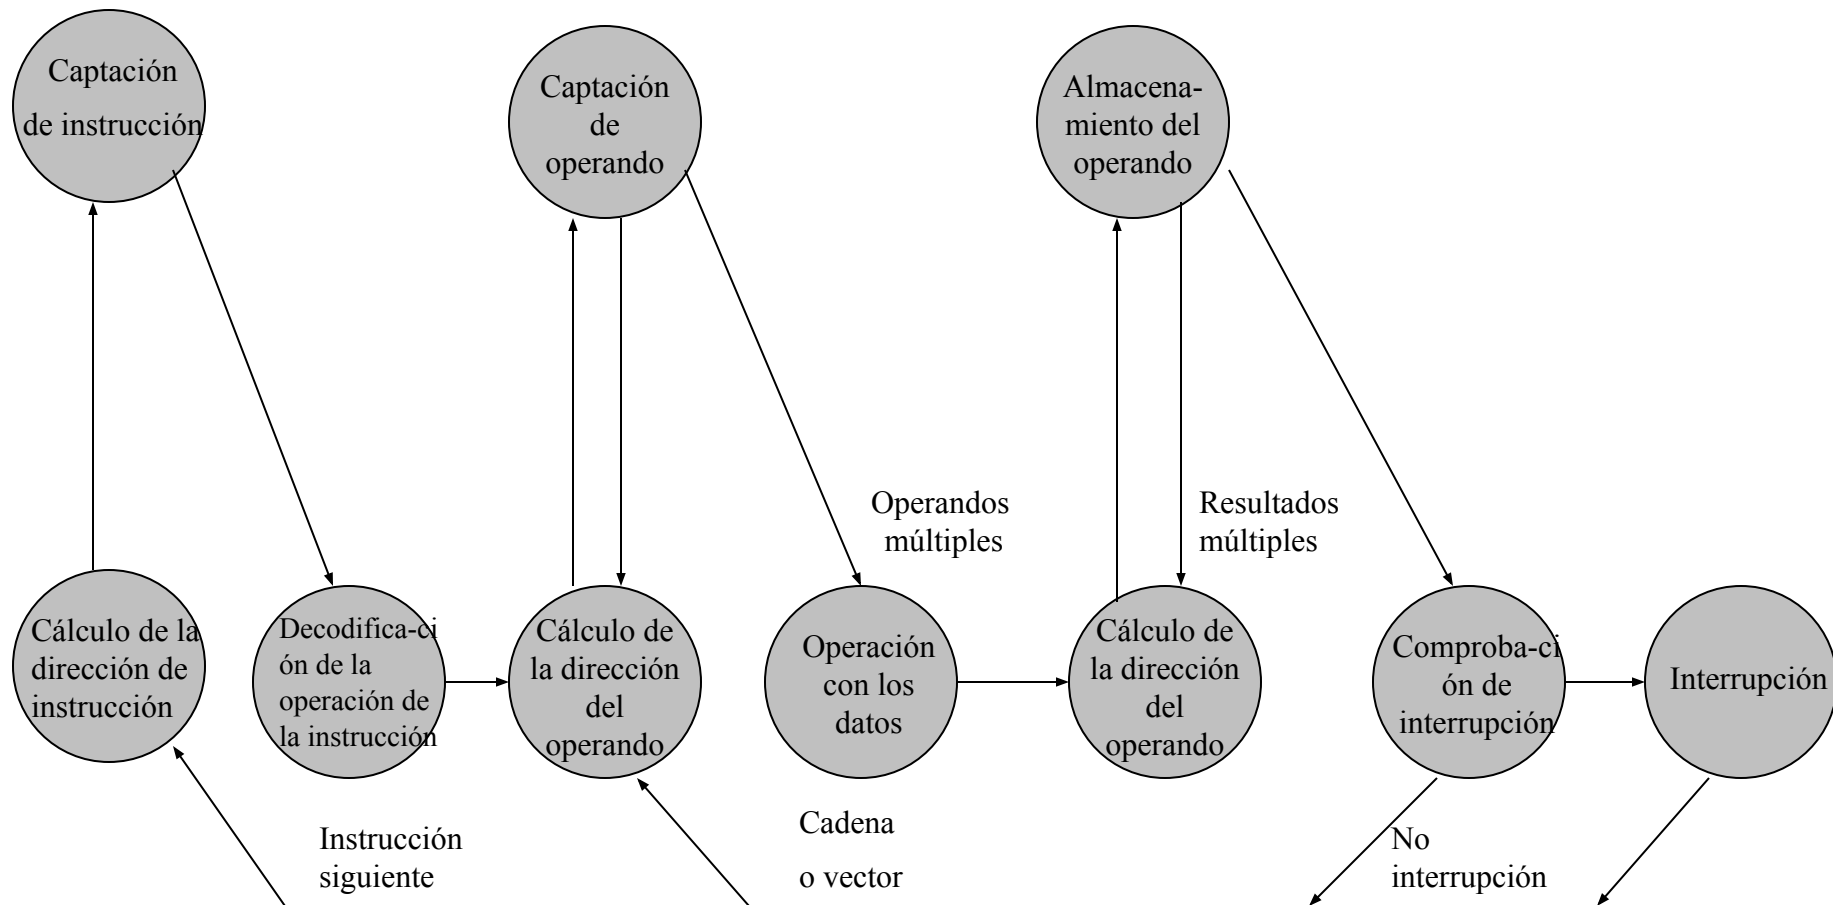 Captación
de instrucción
Captación
de
operando
Almacena-
miento del
operando
Operandos
múltiples
Resultados
múltiples
Cálculo de la
dirección de
instrucción
Decodifica-ci
ón de la
operación de
la instrucción
Cálculo de
la dirección
del
operando
Operación
con los
datos
Cálculo de
la dirección
del
operando
Comproba-ci
ón de
interrupción
Interrupción
Instrucción
siguiente
Cadena
o vector
No
interrupción